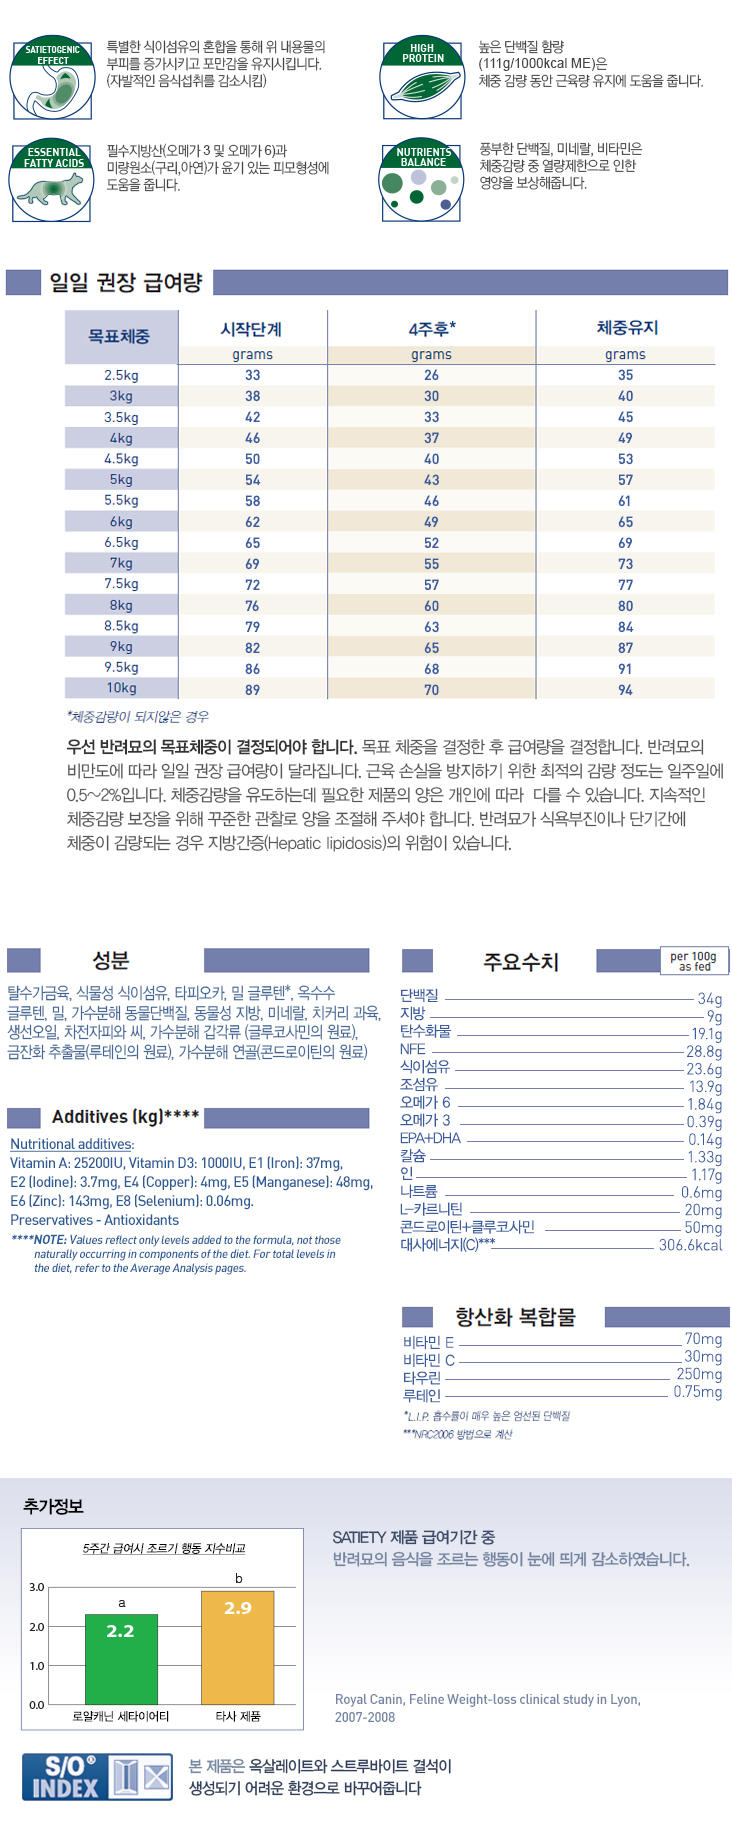 SATIETOGENIC
EFFECT
특별한 식이섬유의 혼합을 통해 위 내용물의
부피를 증가시키고 포만감을 유지시킵니다.
(자발적인 음식섭취를 감소시킴)
HIGH
PROTEIN
높은 단백질 함량
(111g/1000kcal ME)은
체중 감량 동안 근육량 유지에 도움을 줍니다.
ESSENTIAL
FATTY ACIDS
필수지방산(오메가 3 및 오메가 6)과
미량원소(구리,아연)가 윤기 있는 피모형성에
도움을 줍니다.
NUTRIENTS
BALANCE
풍부한 단백질, 미네랄, 비타민은
체중감량 중 열량제한으로 인한
영양을 보상해줍니다.
일일 권장 급여량
목표체중 시작단계 4주후* 체중유지
grams grams grams
2.5kg 33 26 35
3kg 38 30 40
3.5kg 42 33 45
4kg 46 37 49
4.5kg 50 40 53
5kg 54 43 57
5.5kg 58 46 61
6kg 62 49 65
6.5kg 65 52 69
7kg 69 55 73
7.5kg 72 57 77
8kg 76 60 80
8.5kg 79 63 84
9kg 82 65 87
9.5kg 86 68 91
10kg 89 70 94
*체중감량이 되지않은 경우
우선 반려묘의 목표체중이 결정되어야 합니다. 목표 체중을 결정한 후 급여량을 결정합니다. 반려묘의
비만도에 따라 일일 권장 급여량이 달라집니다. 근육 손실을 방지하기 위한 최적의 감량 정도는 일주일에
0.5~2%입니다. 체중감량을 유도하는데 필요한 제품의 양은 개인에 따라 다를 수 있습니다. 지속적인
체중감량 보장을 위해 꾸준한 관찰로 양을 조절해 주셔야 합니다. 반려묘가 식욕부진이나 단기간에
체중이 감량되는 경우 지방간증(Hepatic lipidosis)의 위험이 있습니다.
성분
탈수가금육, 식물성 식이섬유, 타피오카, 밀 글루텐*, 옥수수
글루텐, 밀, 가수분해 동물단백질, 동물성 지방, 미네랄, 치커리 과육,
생선오일, 차전자피와 씨, 가수분해 갑각류 (글루코사민의 원료),
금잔화 추출물(루테인의 원료), 가수분해 연골(콘드로이틴의 원료)
Additives (kg)****
Nutritional additives:
Vitamin A: 25200IU, Vitamin D3: 1000IU, E1 (Iron): 37mg,
E2 (Iodine): 3.7mg, E4 (Copper): 4mg, E5 (Manganese): 48mg,
E6 (Zinc): 143mg, E8 (Selenium): 0.06mg.
Preservatives - Antioxidants
****NOTE: Values reflect only levels added to the formula, not those
naturally occurring in components of the diet. For total levels in
the diet, refer to the Average Analysis pages.
주요수치
per 100g
as fed
단백질 34g
지방 9g
탄수화물 19.1g
NFE 28.8g
식이섬유 23.6g
조섬유 13.9g
오메가 6 1.84g
오메가 3 0.39g
EPA+DHA 0.14g
칼슘 1.33g
인 1.17g
나트륨 0.6mg
L-카르니틴 20mg
콘드로이틴+글루코사민 50mg
대사에너지(C)*** 306.6kcal
항산화 복합물
비타민 E 70mg
비타민 C 30mg
타우린 250mg
루테인 0.75mg
*L.I.P. 흡수률이 매우 높은 엄선된 단백질
***NRC2006 방법으로 계산
추가정보
5주간 급여시 조르기 행동 지수비교
3.0
2.0
1.0
0.0
a
2.2
b
2.9
로얄캐닌 세타이어티
타사 제품
SATIETY 제품 급여기간 중
반려묘의 음식을 조르는 행동이 눈에 띄게 감소하였습니다.
Royal Canin, Feline Weight-loss clinical study in Lyon,
2007-2008
S/O®
INDEX
본 제품은 옥살레이트와 스트루바이트 결석이
생성되기 어려운 환경으로 바꾸어줍니다